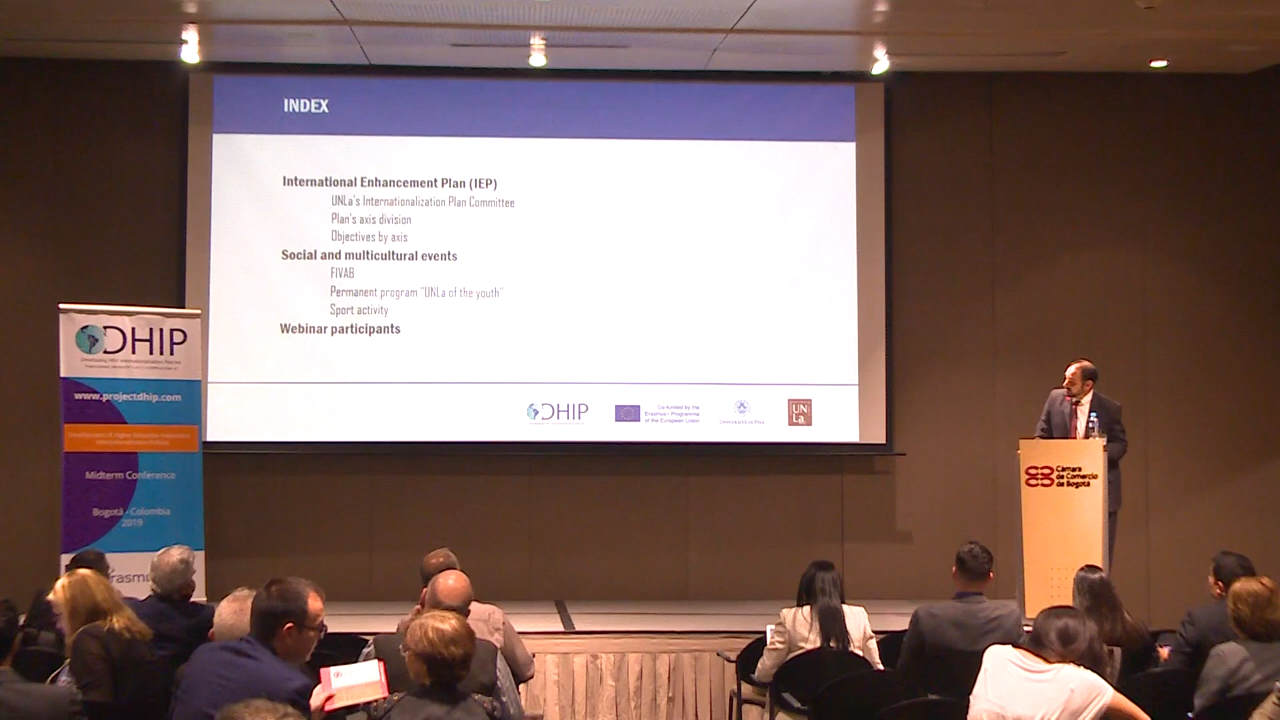 INDEX
International Enhancement Plan (IEP)
UNLa's Internationalization Plan Committee
Plan's axis division
Objectives by axis
Social and multicultural events
FIVAB
Permanent program "UNLa of the youth"
Sport activity
Webinar participants
DHIP
Co-funded by the
Erasmus+ Programme
of the European Union
UNIVERSITÀ DI PISA
UN
La
DHIP
www.projectdhip.com
Midterm Conference
Bogotá - Colombia
2019
Cámara
de Comercio
de Bogotá